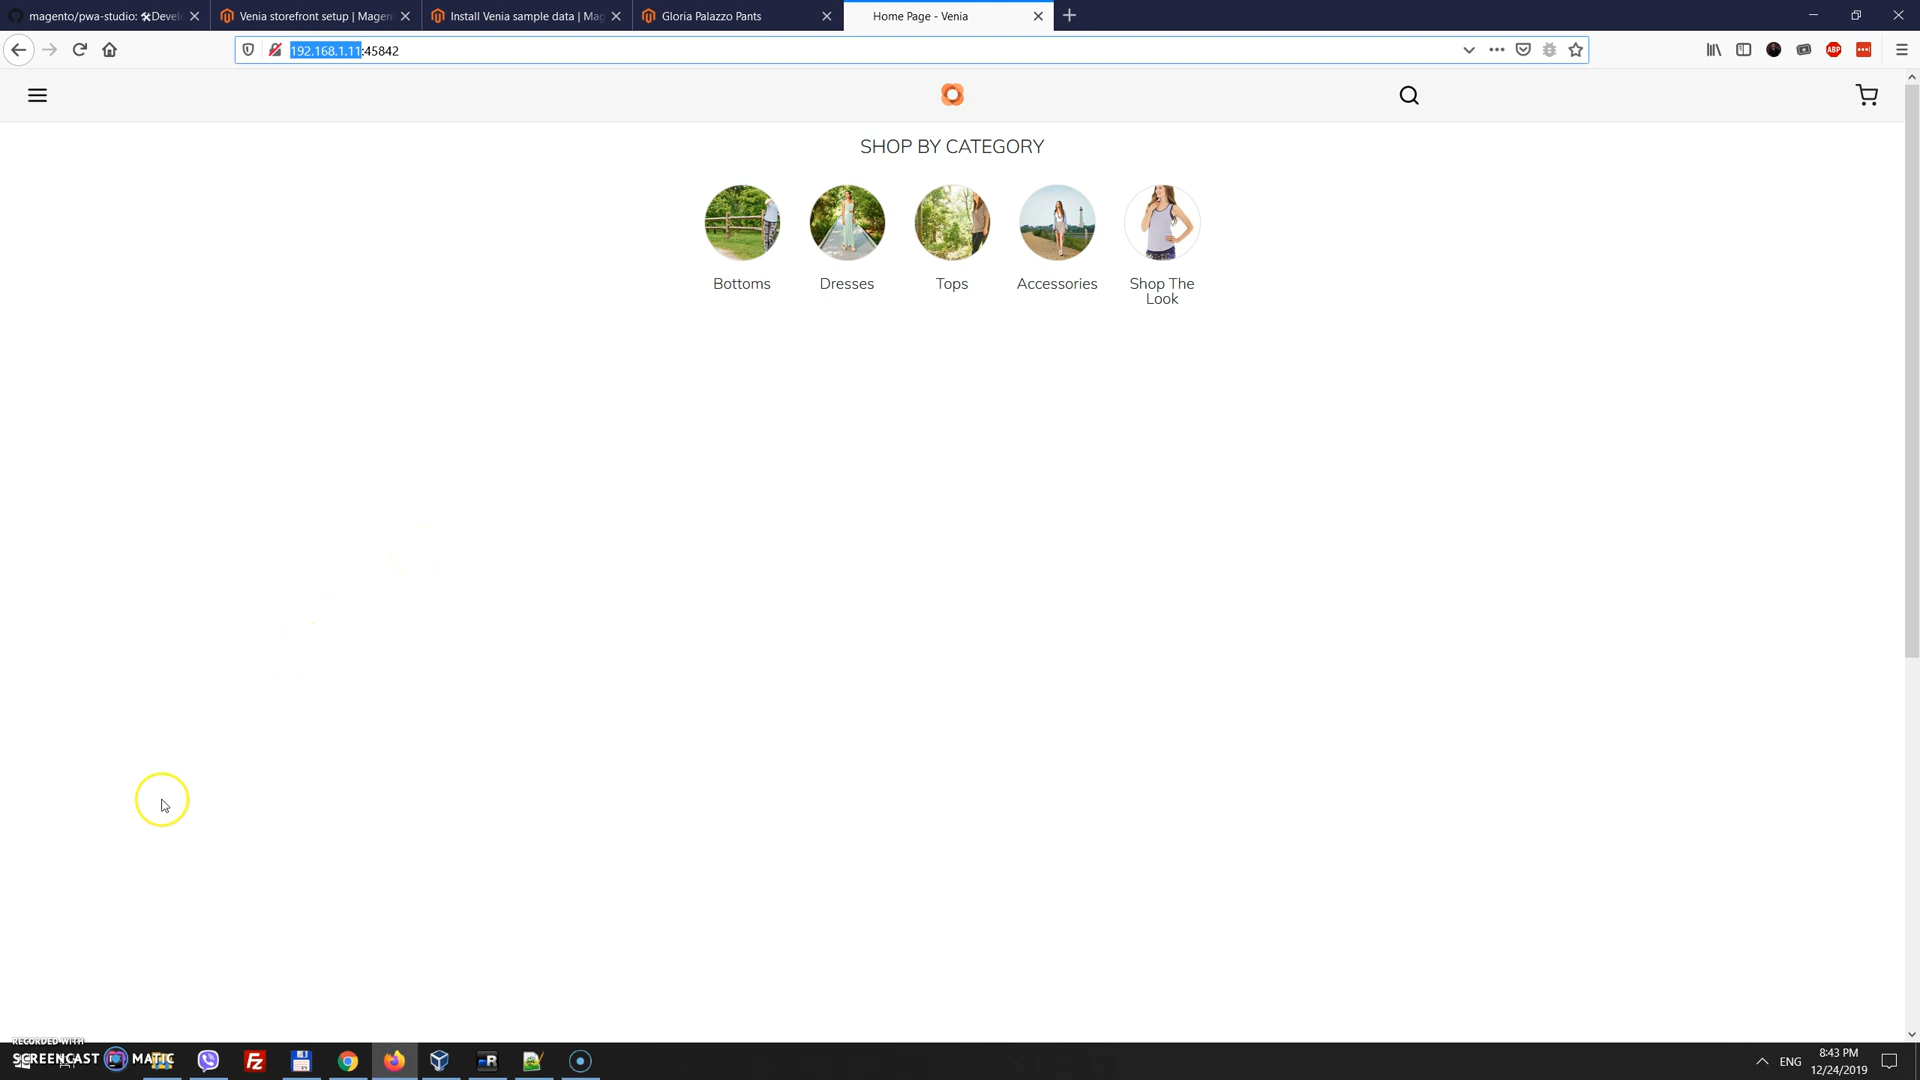 magento/pwa-studio: 🛠Devel
Venia storefront setup | Magen
Install Venia sample data | Mag
Gloria Palazzo Pants
Home Page - Venia
192.168.1.11:45842
ABP
SHOP BY CATEGORY
Bottoms
Dresses
Tops
Accessories
Shop The
Look
RECORDED WITH
SCREENCAST MATIC
ENG
8:43 PM
12/24/2019